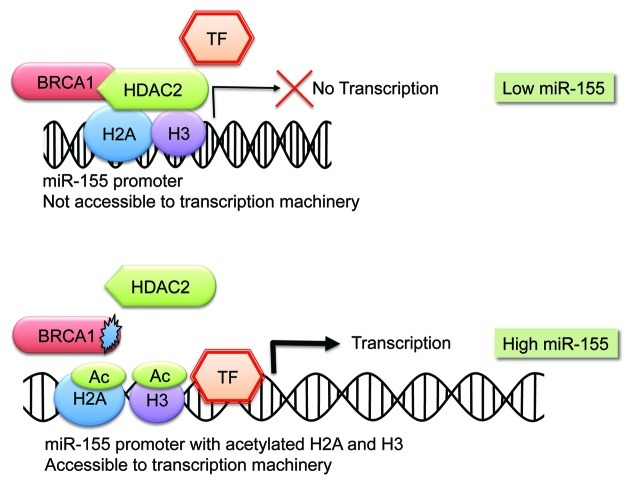 TF
BRCA1
HDAC2
No Transcription
Low miR-155
H2A
H3
miR-155 promoter
Not accessible to transcription machinery
HDAC2
BRCA1
Transcription
High miR-155
Ac
Ac
TF
H2A
H3
miR-155 promoter with acetylated H2A and H3
Accessible to transcription machinery